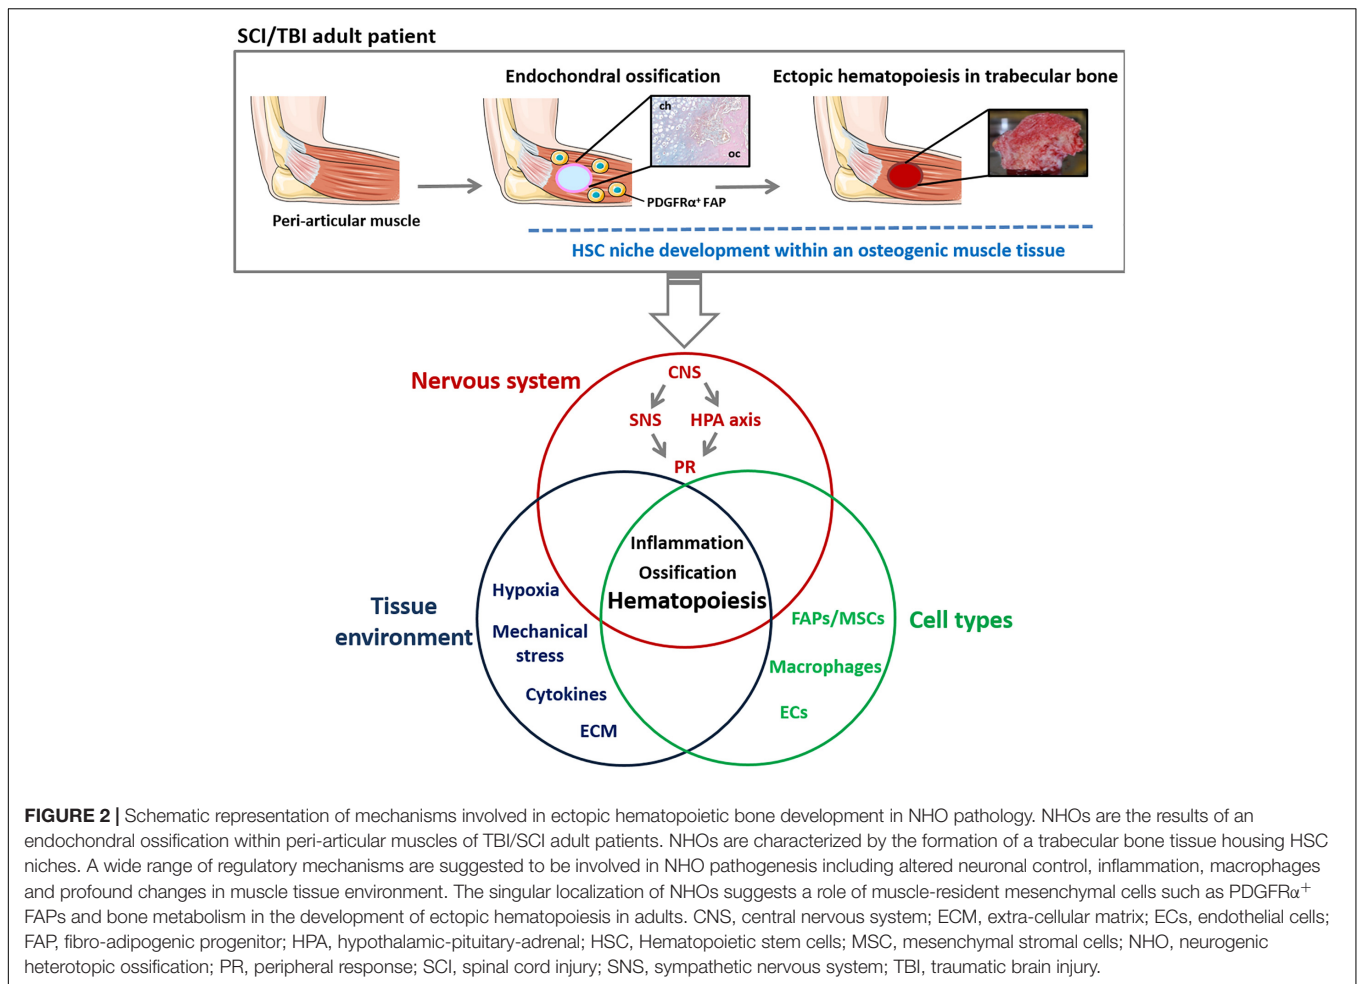 SCI/TBI adult patient
Endochondral ossification
Ectopic hematopoiesis in trabecular bone
ch
oc
PDGFRα⁺ FAP
Peri-articular muscle
HSC niche development within an osteogenic muscle tissue
Nervous system
CNS
SNS
HPA axis
PR
Inflammation
Ossification
Hematopoiesis
Tissue
environment
Hypoxia
Mechanical
stress
Cytokines
ECM
FAPs/MSCs
Macrophages
ECs
Cell types
FIGURE 2 | Schematic representation of mechanisms involved in ectopic hematopoietic bone development in NHO pathology. NHOs are the results of an
endochondral ossification within peri-articular muscles of TBI/SCI adult patients. NHOs are characterized by the formation of a trabecular bone tissue housing HSC
niches. A wide range of regulatory mechanisms are suggested to be involved in NHO pathogenesis including altered neuronal control, inflammation, macrophages
and profound changes in muscle tissue environment. The singular localization of NHOs suggests a role of muscle-resident mesenchymal cells such as PDGFRα⁺
FAPs and bone metabolism in the development of ectopic hematopoiesis in adults. CNS, central nervous system; ECM, extra-cellular matrix; ECs, endothelial cells;
FAP, fibro-adipogenic progenitor; HPA, hypothalamic-pituitary-adrenal; HSC, Hematopoietic stem cells; MSC, mesenchymal stromal cells; NHO, neurogenic
heterotopic ossification; PR, peripheral response; SCI, spinal cord injury; SNS, sympathetic nervous system; TBI, traumatic brain injury.